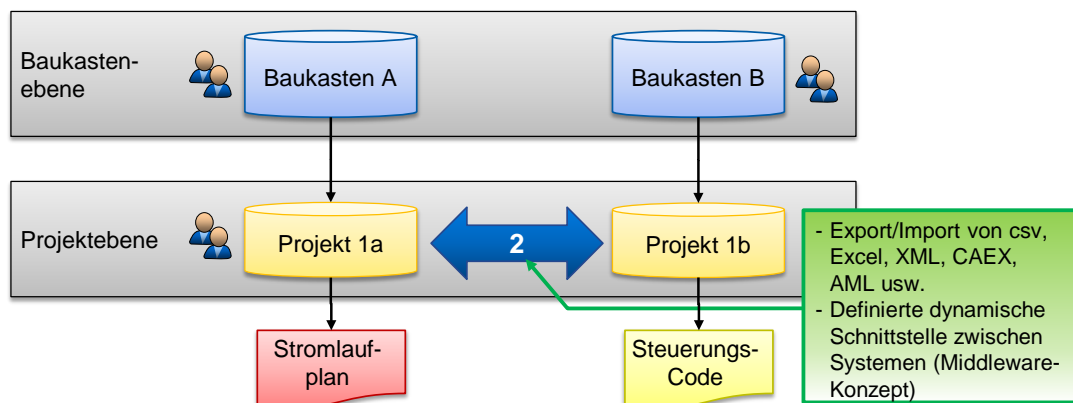 Baukasten-
ebene
Baukasten A
Baukasten B
Projektebene
Projekt 1a
2
Projekt 1b
- Export/Import von csv,
Excel, XML, CAEX,
AML usw.
- Definierte dynamische
Schnittstelle zwischen
Systemen (Middleware-
Konzept)
Stromlauf-
plan
Steuerungs-
Code